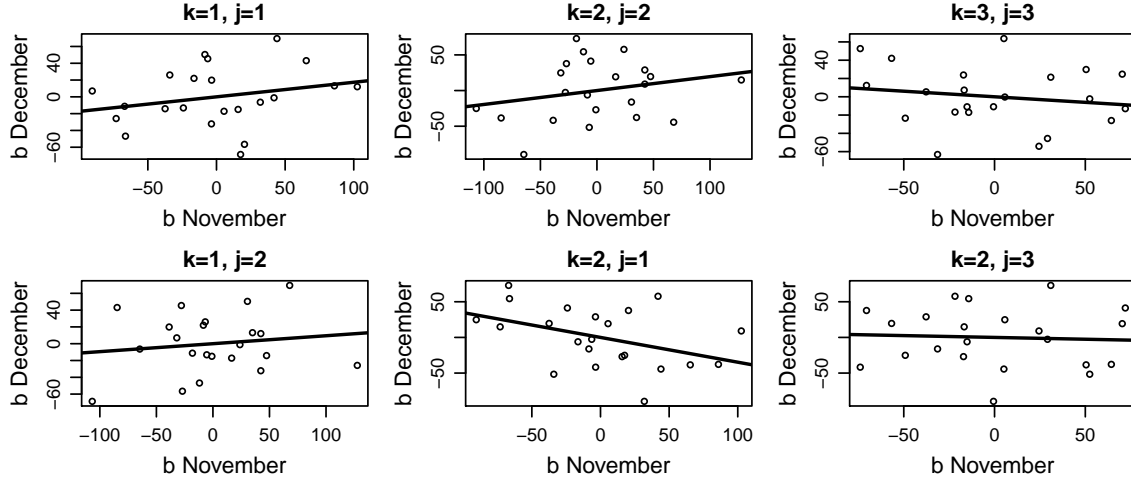 k=1, j=1
b December
−60 0 40
−50 0 50 100
b November
k=2, j=2
b December
−50 50
−100 −50 0 50 100
b November
k=3, j=3
b December
−60 0 40
−50 0 50
b November
k=1, j=2
b December
−60 0 40
−100 −50 0 50 100
b November
k=2, j=1
b December
−50 50
−50 0 50 100
b November
k=2, j=3
b December
−50 50
−50 0 50
b November